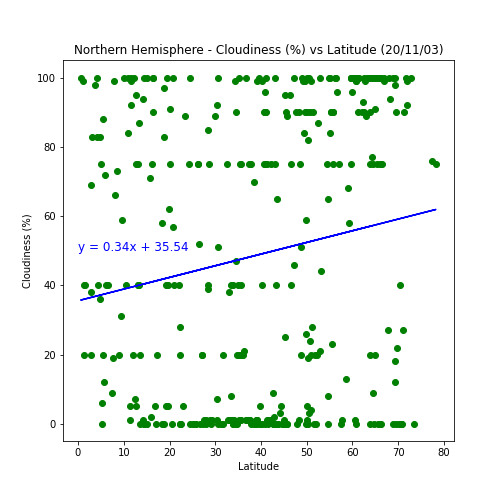 Northern Hemisphere - Cloudiness (%) vs Latitude (20/11/03)
100
80
60
40
20
0
Cloudiness (%)
y = 0.34x + 35.54
0 10 20 30 40 50 60 70 80
Latitude